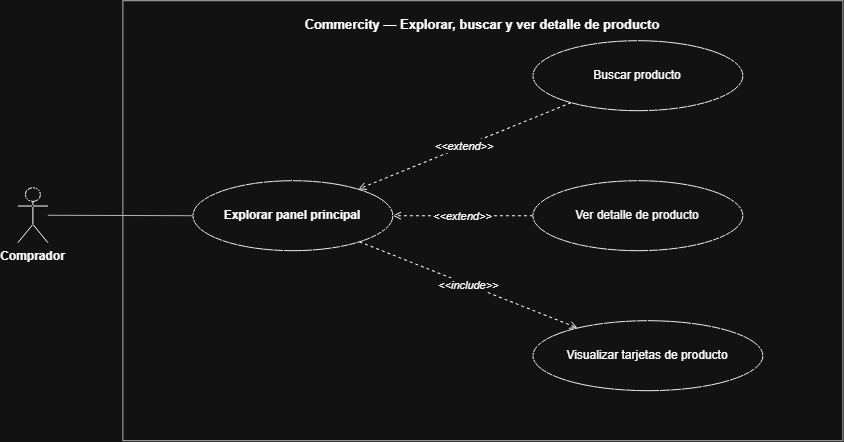 Commercity — Explorar, buscar y ver detalle de producto
Buscar producto
<<extend>>
Explorar panel principal
<<extend>>
Ver detalle de producto
Comprador
<<include>>
Visualizar tarjetas de producto